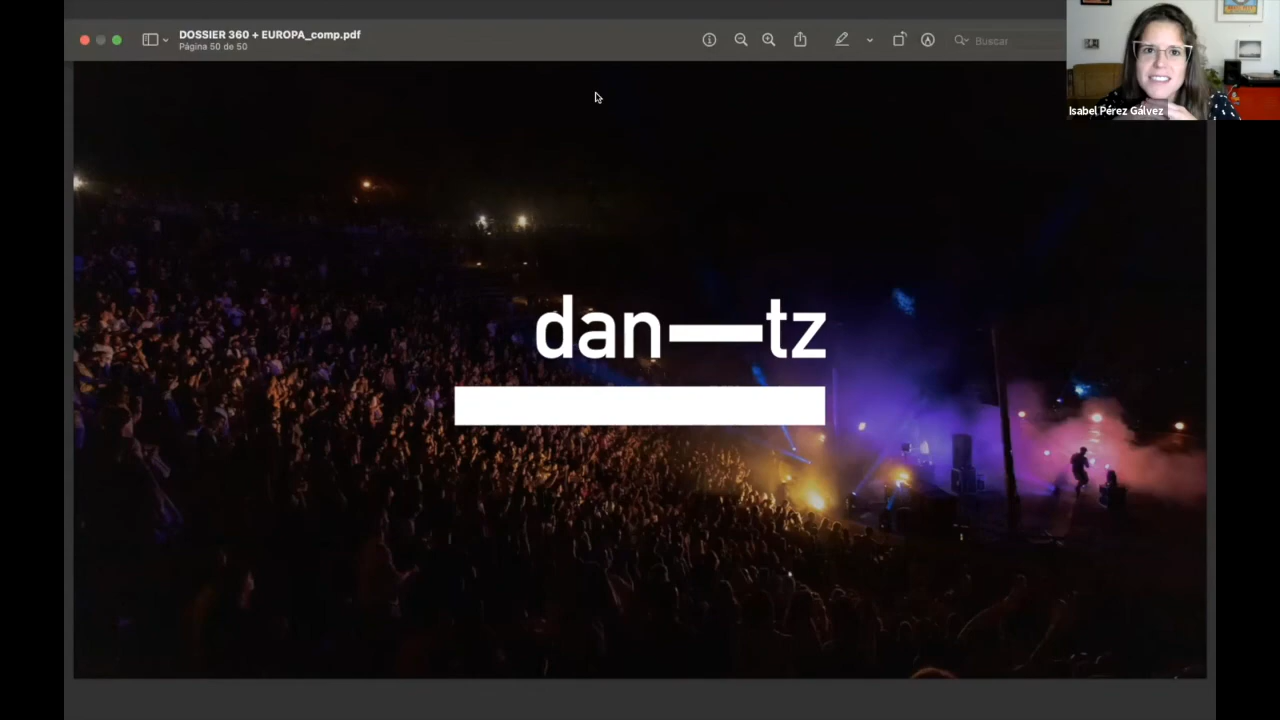 DOSSIER 360 + EUROPA_comp.pdf
Página 50 de 50
Buscar
Isabel Pérez Gálvez
dan—tz